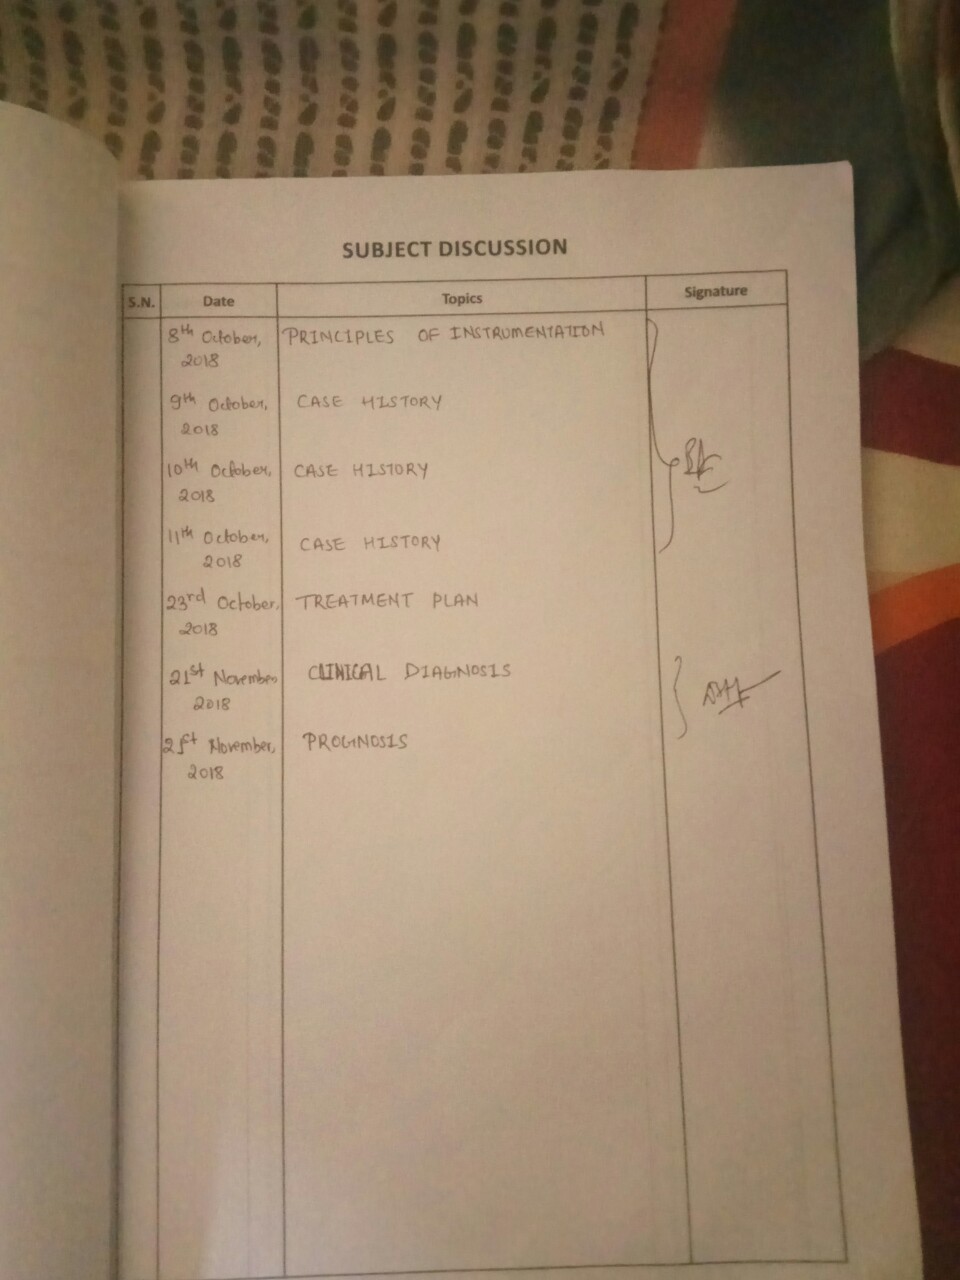 SUBJECT DISCUSSION
S.N. Date Topics Signature
8th October, PRINCIPLES OF INSTRUMENTATION
2018
9th October, CASE HISTORY
2018
10th October, CASE HISTORY
2018
11th October, CASE HISTORY
2018
23rd October, TREATMENT PLAN
2018
21st November, CLINICAL DIAGNOSIS
2018
21st November, PROGNOSIS
2018